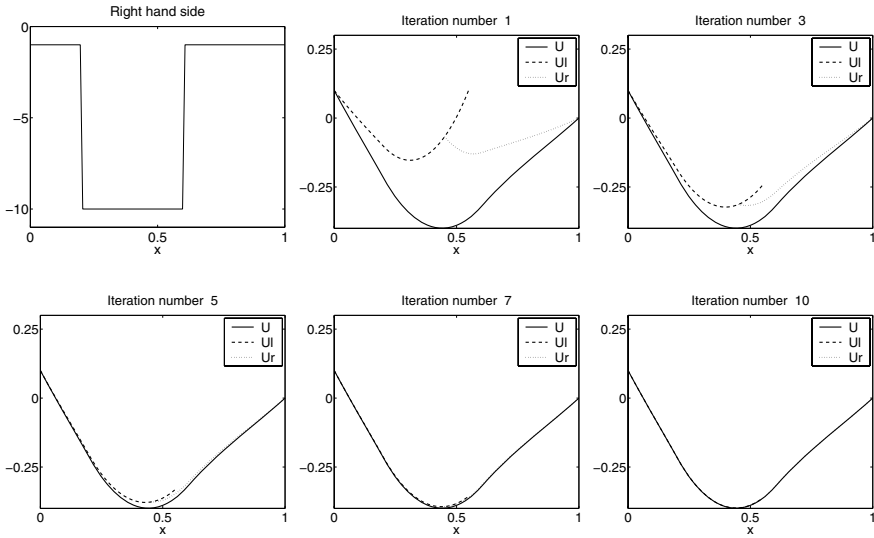 Right hand side
0
−5
−10
0
0.5
1
x
Iteration number 1
0.25
0
−0.25
0
0.5
1
x
U
Ul
Ur
Iteration number 3
0.25
0
−0.25
0
0.5
1
x
U
Ul
Ur
Iteration number 5
0.25
0
−0.25
0
0.5
1
x
U
Ul
Ur
Iteration number 7
0.25
0
−0.25
0
0.5
1
x
U
Ul
Ur
Iteration number 10
0.25
0
−0.25
0
0.5
1
x
U
Ul
Ur